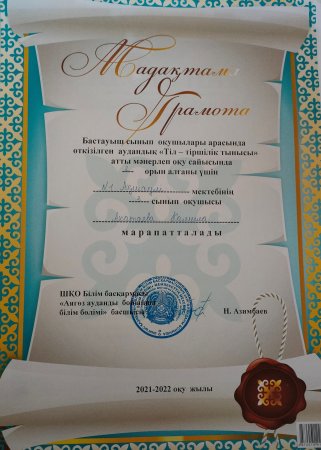 Мадақтама
Грамота
Бастауыш сынып оқушылары арасында
өткізілген аудандық «Тіл – тіршілік тынысы»
атты мәнерлеп оқу сайысында
орын алғаны үшін
мектебінің
сынып оқушысы
марапатталады
ШҚО Білім басқармасы
«Аягөз ауданы бойынша
білім бөлімі» басшысы
Н. Азимбаев
2021-2022 оқу жылы